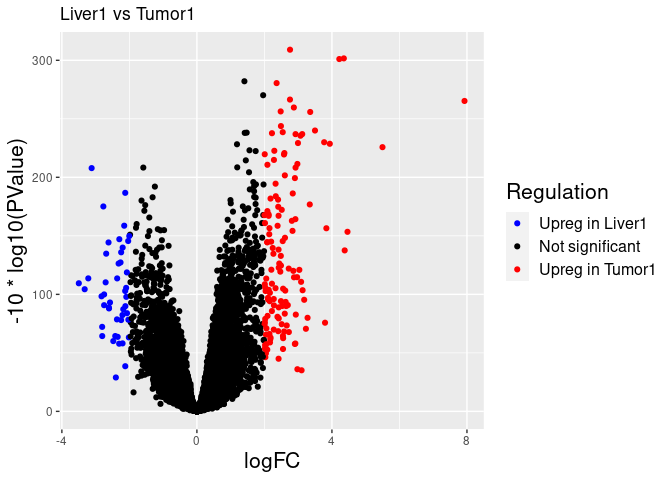 Liver1 vs Tumor1
300
200
100
0
-4
0
4
8
logFC
-10 * log10(PValue)
Regulation
Upreg in Liver1
Not significant
Upreg in Tumor1